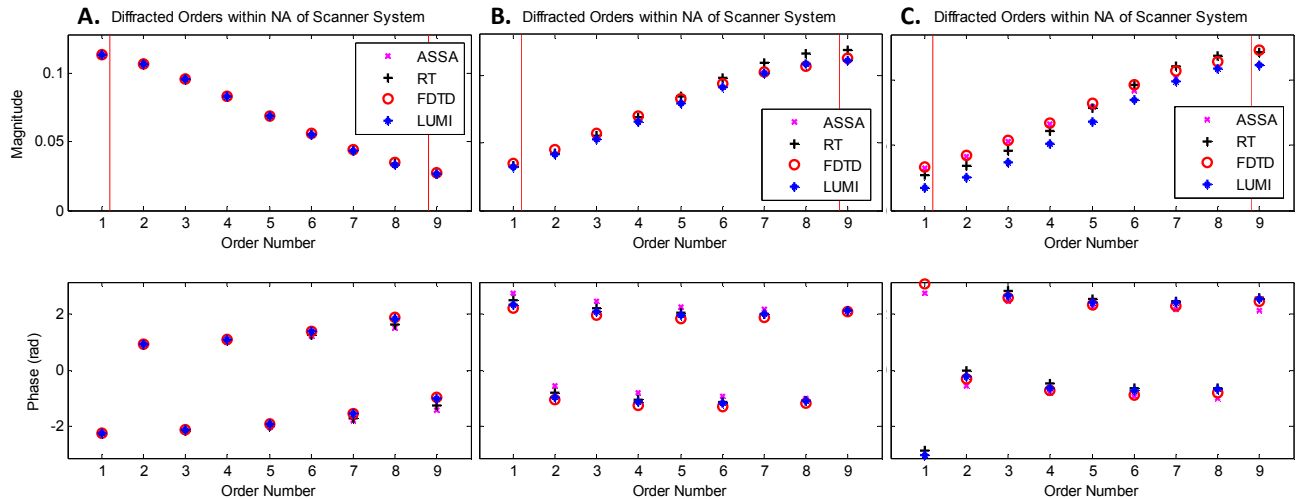 A. Diffracted Orders within NA of Scanner System
0.1
0.05
0
Magnitude
1 2 3 4 5 6 7 8 9
Order Number
ASSA
RT
FDTD
LUMI
B. Diffracted Orders within NA of Scanner System
1 2 3 4 5 6 7 8 9
Order Number
ASSA
RT
FDTD
LUMI
C. Diffracted Orders within NA of Scanner System
1 2 3 4 5 6 7 8 9
Order Number
ASSA
RT
FDTD
LUMI
2
0
-2
Phase (rad)
1 2 3 4 5 6 7 8 9
Order Number
1 2 3 4 5 6 7 8 9
Order Number
1 2 3 4 5 6 7 8 9
Order Number